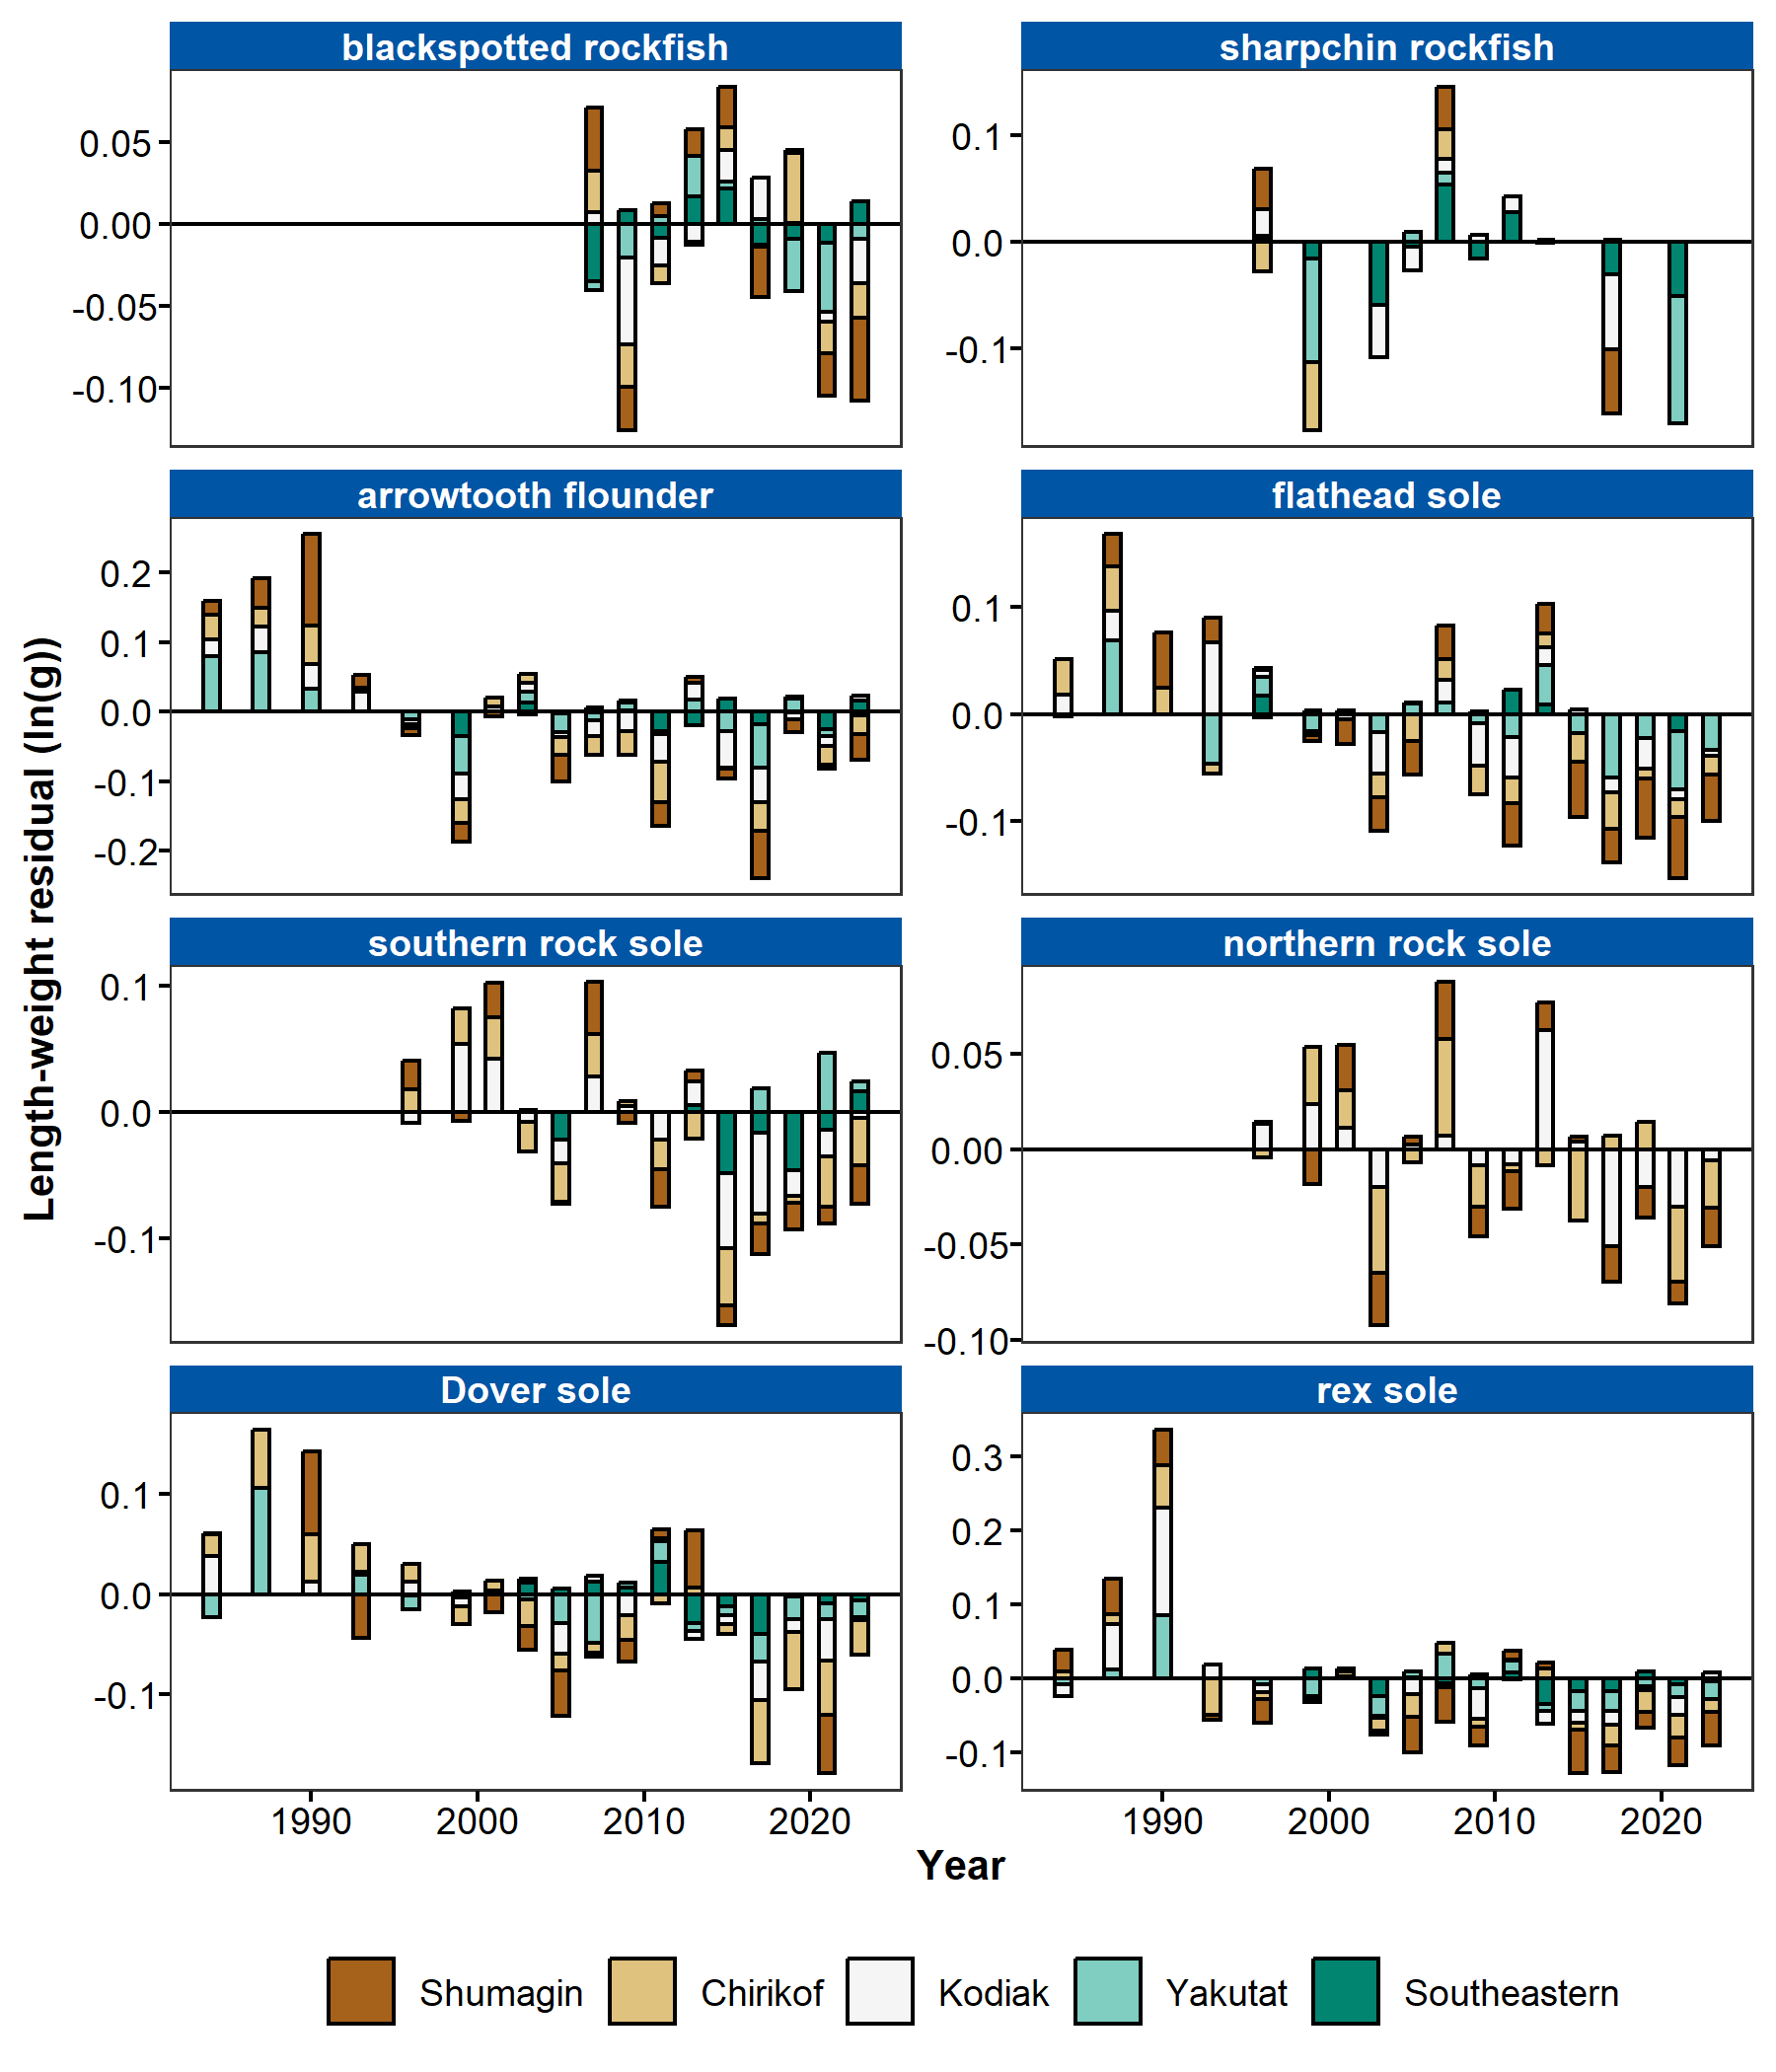 blackspotted rockfish
sharpchin rockfish
0.05
0.00
-0.05
-0.10
0.1
0.0
-0.1
arrowtooth flounder
flathead sole
0.2
0.1
0.0
-0.1
-0.2
0.1
0.0
-0.1
Length-weight residual (ln(g))
southern rock sole
northern rock sole
0.1
0.0
-0.1
0.05
0.00
-0.05
-0.10
Dover sole
rex sole
0.1
0.0
-0.1
0.3
0.2
0.1
0.0
-0.1
1990 2000 2010 2020
1990 2000 2010 2020
Year
Shumagin Chirikof Kodiak Yakutat Southeastern